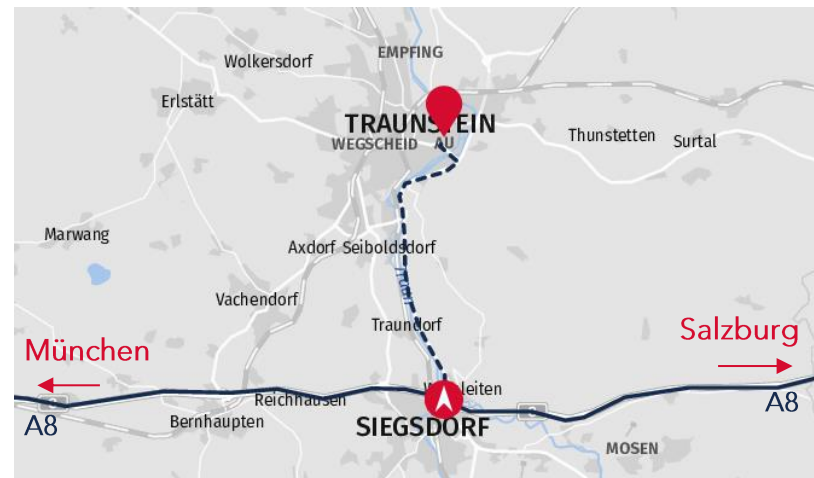 EMPFING
Wolkersdorf
Erlstätt
TRAUNSTEIN
WEGSCHEID AU
Thunstetten
Surtal
Marwang
Axdorf
Seiboldsdorf
Traun
Vachendorf
Traundorf
München
Salzburg
Reichhausen
A8
A8
Bernhaupten
SIEGSDORF
MOSEN